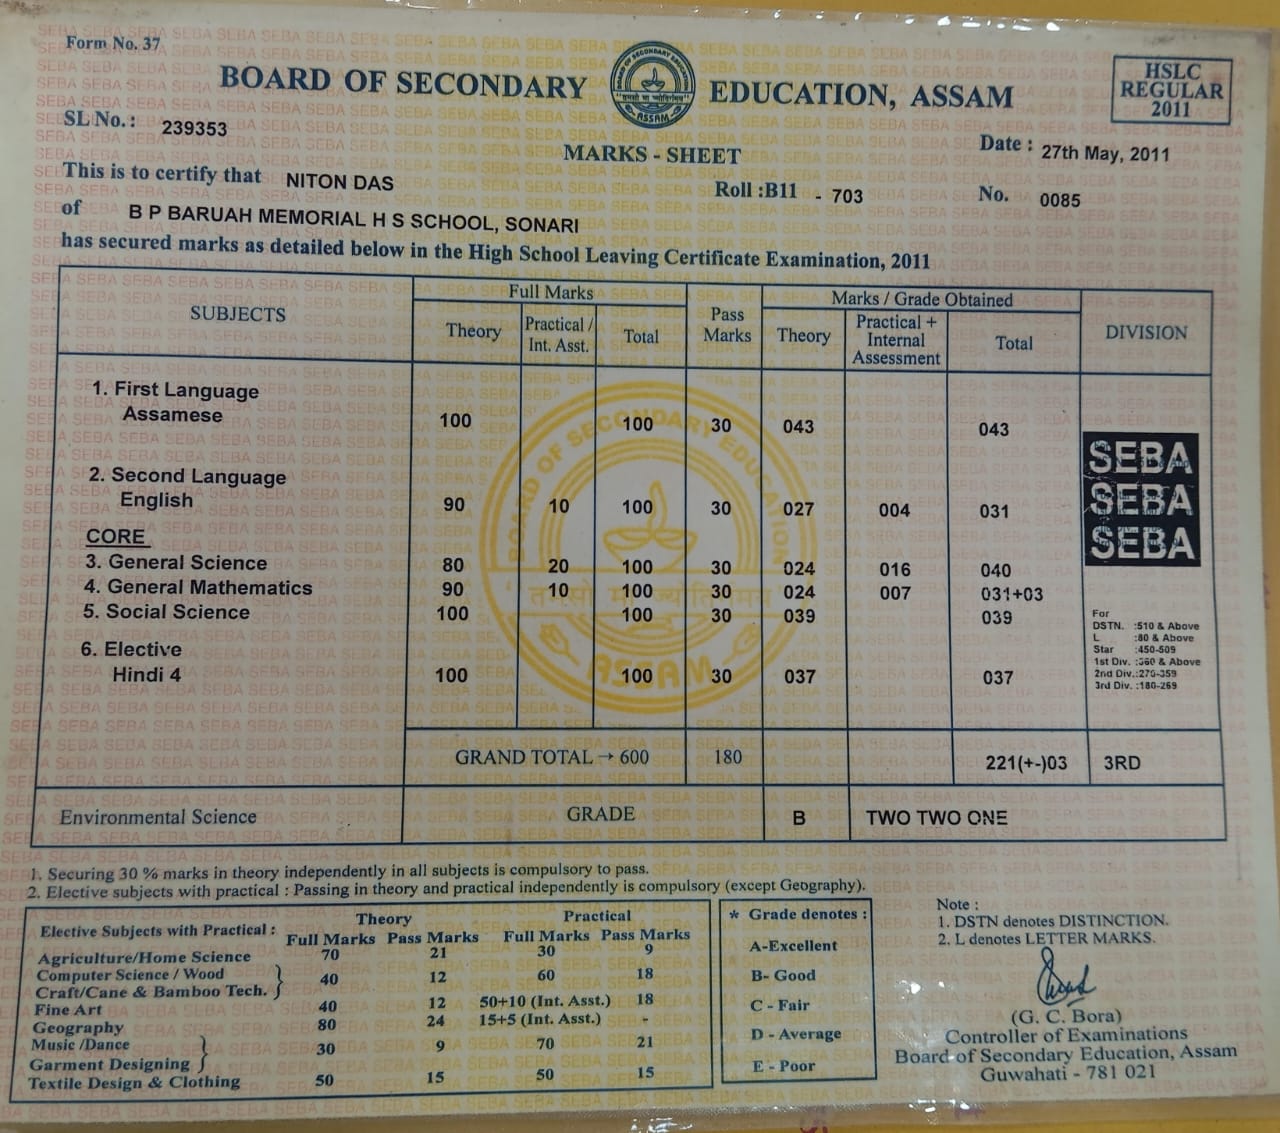 Form No. 37
BOARD OF SECONDARY EDUCATION, ASSAM
HSLC
REGULAR
2011
SL No. : 239353
MARKS - SHEET
Date : 27th May, 2011
This is to certify that NITON DAS Roll :B11 - 703 No. 0085
of B P BARUAH MEMORIAL H S SCHOOL, SONARI
has secured marks as detailed below in the High School Leaving Certificate Examination, 2011
SUBJECTS Full Marks Pass Marks Marks / Grade Obtained DIVISION
Theory Practical / Int. Asst. Total Theory Practical + Internal Assessment Total
1. First Language
Assamese 100 100 30 043 043
2. Second Language
English 90 10 100 30 027 004 031
CORE
3. General Science 80 20 100 30 024 016 040
4. General Mathematics 90 10 100 30 024 007 031+03
5. Social Science 100 100 30 039 039
6. Elective
Hindi 4 100 100 30 037 037
SEBA
SEBA
SEBA
For
DSTN. :510 & Above
L :80 & Above
Star :450-509
1st Div. :360 & Above
2nd Div.:270-359
3rd Div. :180-269
GRAND TOTAL → 600 180 221(+-)03 3RD
Environmental Science GRADE B TWO TWO ONE
1. Securing 30 % marks in theory independently in all subjects is compulsory to pass.
2. Elective subjects with practical : Passing in theory and practical independently is compulsory (except Geography).
Elective Subjects with Practical : Theory Practical
Full Marks Pass Marks Full Marks Pass Marks
Agriculture/Home Science 70 21 30 9
Computer Science / Wood
Craft/Cane & Bamboo Tech. } 40 12 60 18
Fine Art 40 12 50+10 (Int. Asst.) 18
Geography 80 24 15+5 (Int. Asst.) -
Music /Dance
Garment Designing } 30 9 70 21
Textile Design & Clothing 50 15 50 15
* Grade denotes :
A-Excellent
B- Good
C - Fair
D - Average
E - Poor
Note :
1. DSTN denotes DISTINCTION.
2. L denotes LETTER MARKS.
(G. C. Bora)
Controller of Examinations
Board of Secondary Education, Assam
Guwahati - 781 021